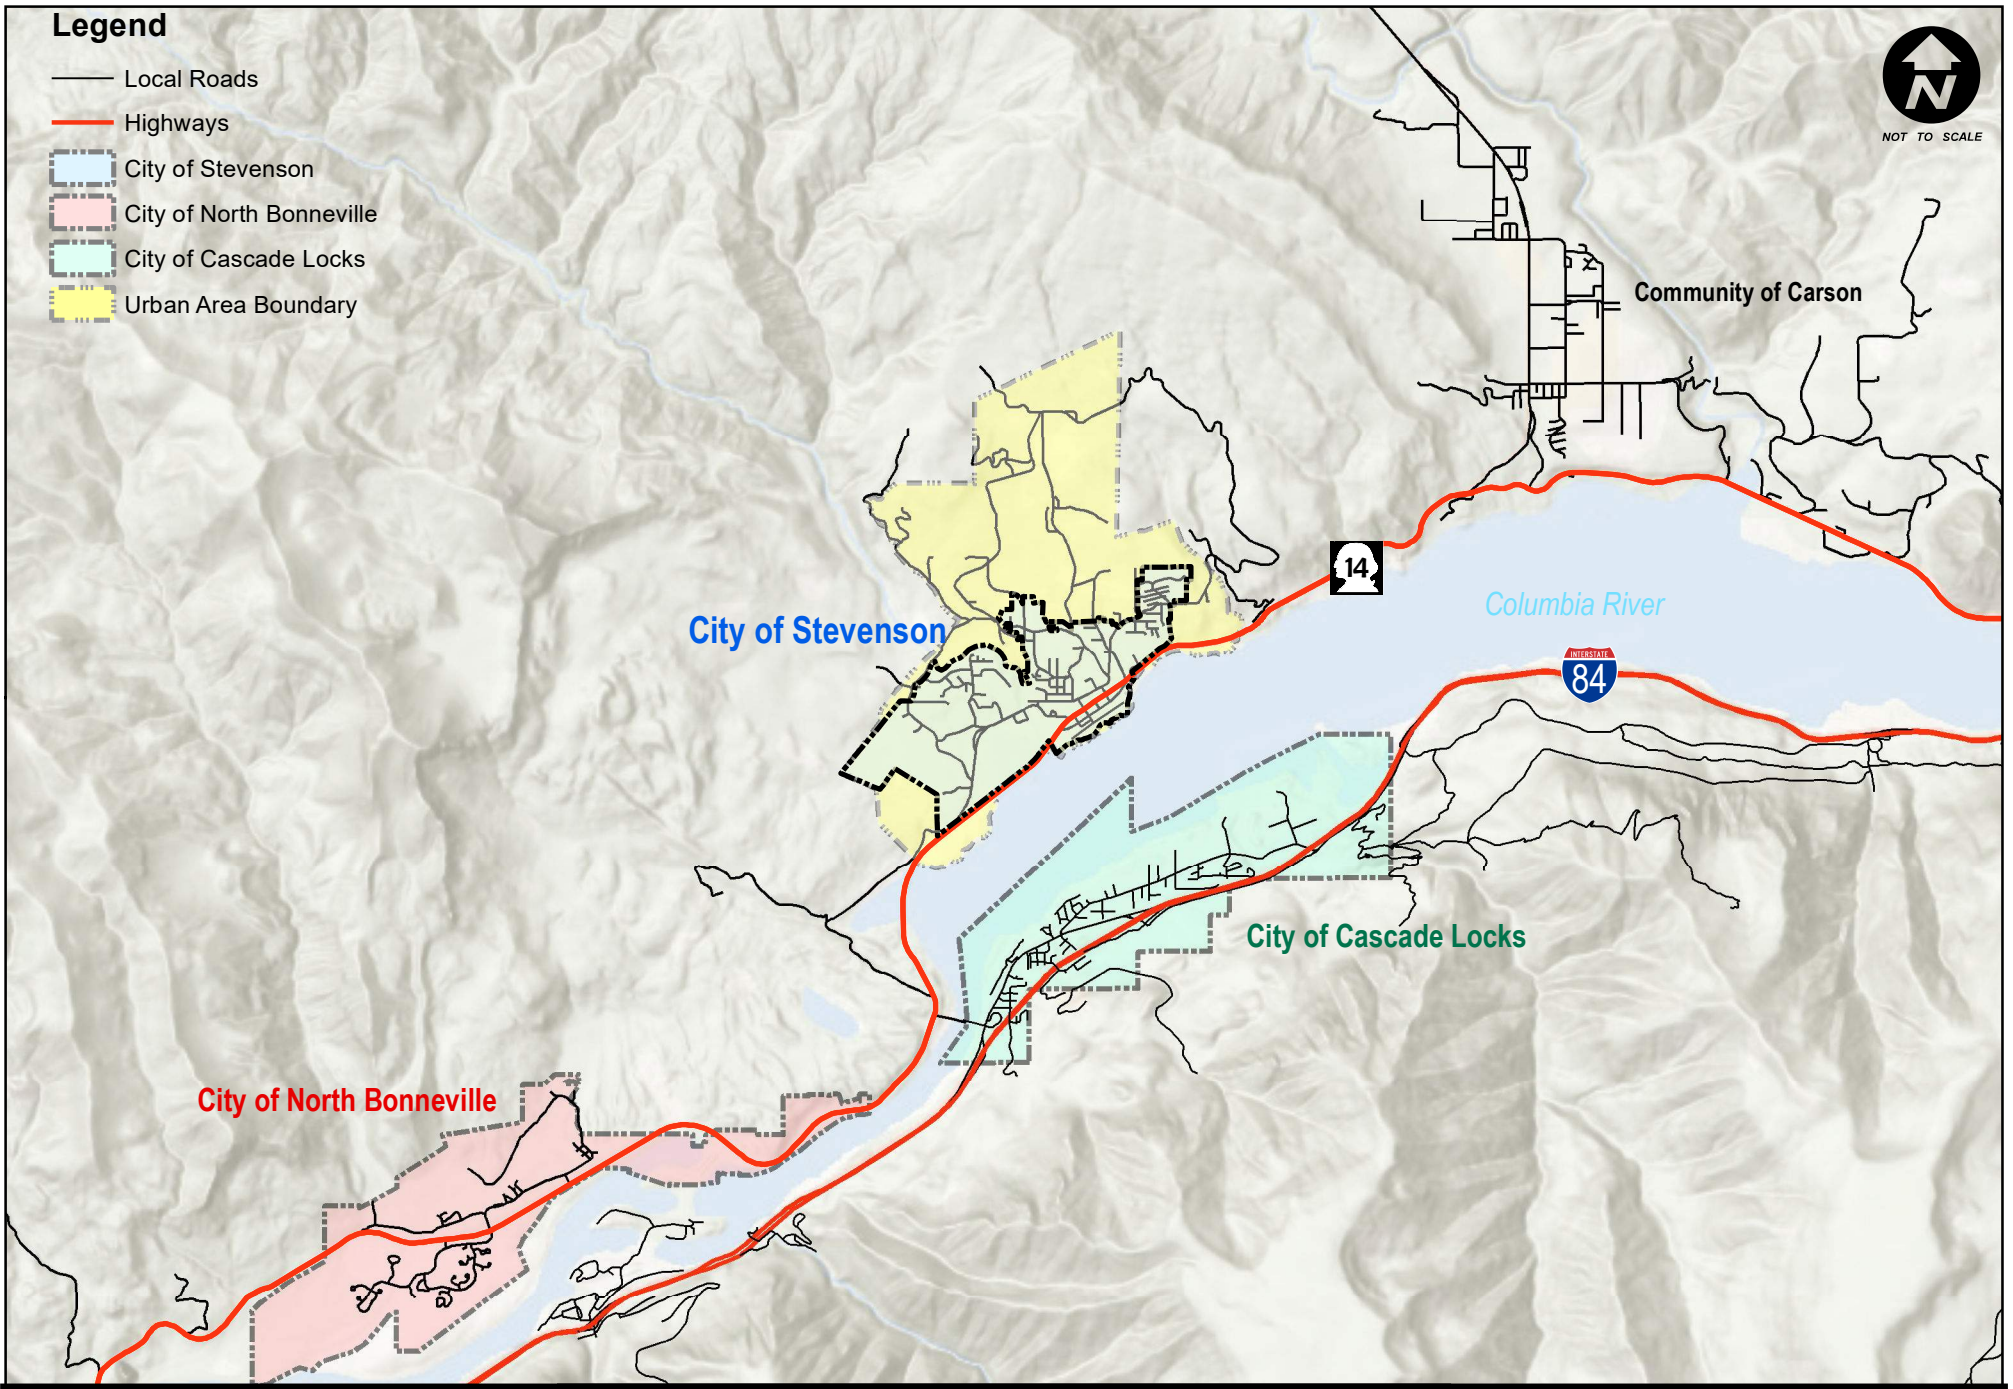 Legend
Local Roads
Highways
City of Stevenson
City of North Bonneville
City of Cascade Locks
Urban Area Boundary
N
NOT TO SCALE
Community of Carson
14
Columbia River
City of Stevenson
INTERSTATE
84
City of Cascade Locks
City of North Bonneville